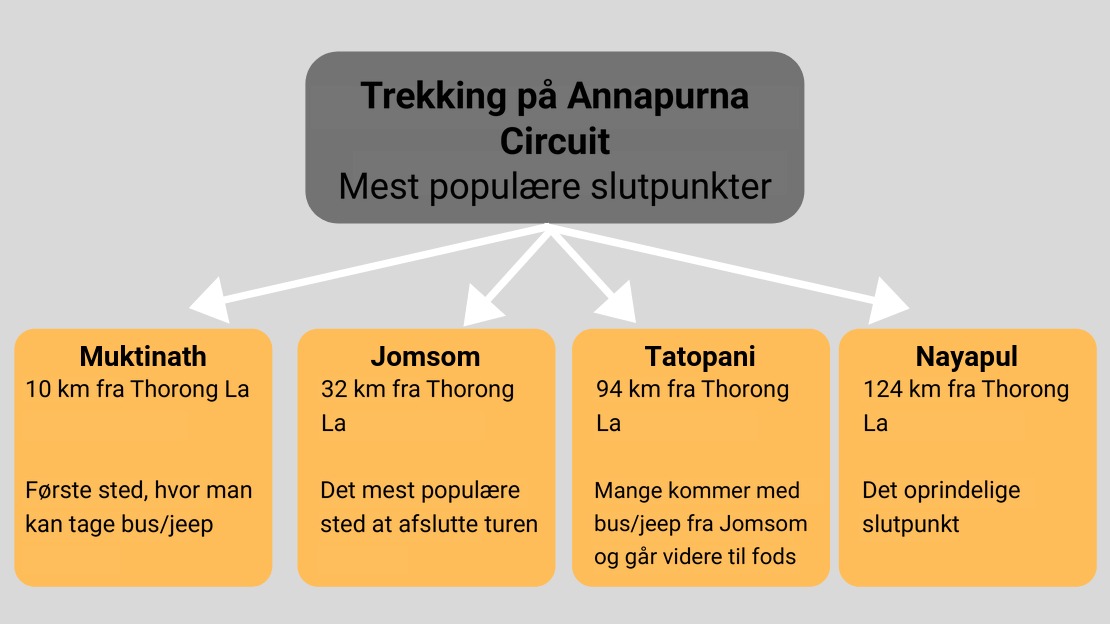 Trekking på Annapurna
Circuit
Mest populære slutpunkter
Muktinath
10 km fra Thorong La
Første sted, hvor man
kan tage bus/jeep
Jomsom
32 km fra Thorong
La
Det mest populære
sted at afslutte turen
Tatopani
94 km fra Thorong
La
Mange kommer med
bus/jeep fra Jomsom
og går videre til fods
Nayapul
124 km fra Thorong
La
Det oprindelige
slutpunkt